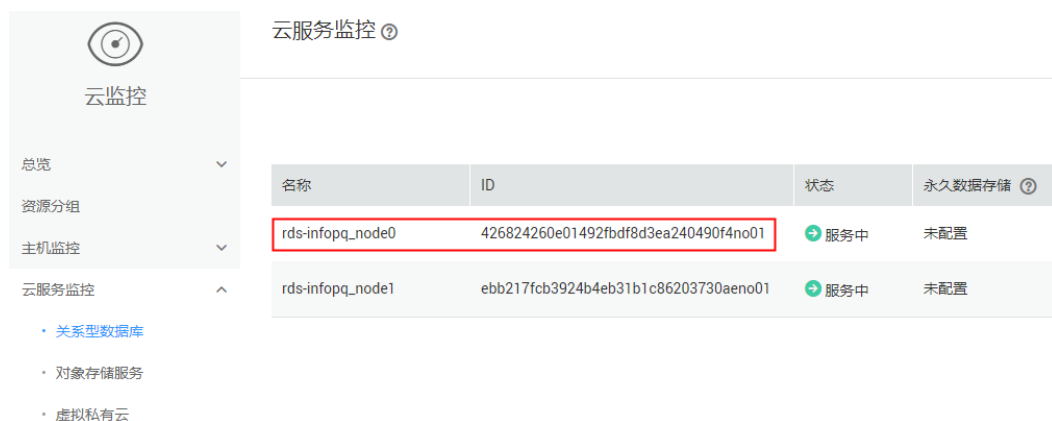 云监控
总览
资源分组
主机监控
云服务监控
· 关系型数据库
· 对象存储服务
· 虚拟私有云
云服务监控 ?
名称 ID 状态 永久数据存储 ?
rds-infopq_node0 426824260e01492fbdf8d3ea240490f4no01 服务中 未配置
rds-infopq_node1 ebb217fcb3924b4eb31b1c86203730aeno01 服务中 未配置